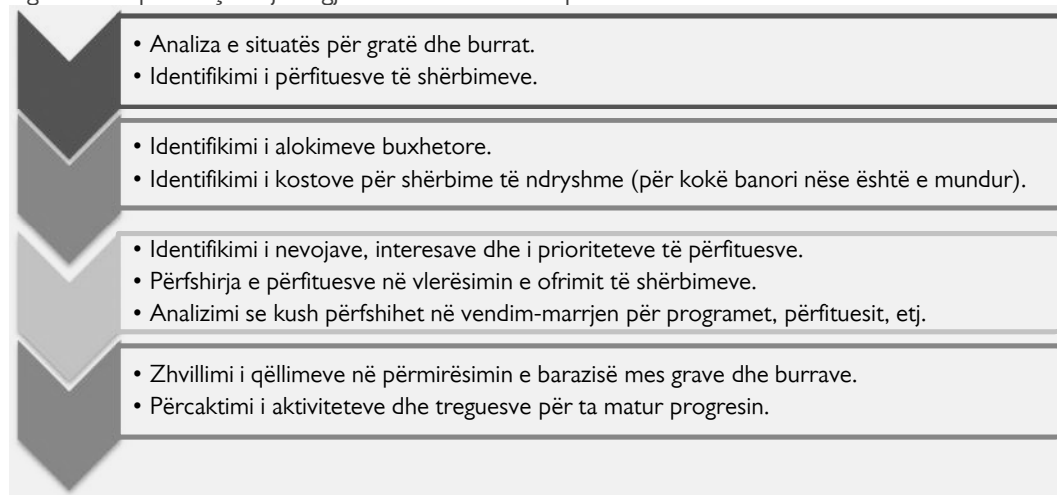 • Analiza e situatës për gratë dhe burrat.
• Identifikimi i përfituesve të shërbimeve.
• Identifikimi i alokimeve buxhetore.
• Identifikimi i kostove për shërbime të ndryshme (për kokë banori nëse është e mundur).
• Identifikimi i nevojave, interesave dhe i prioriteteve të përfituesve.
• Përfshirja e përfituesve në vlerësimin e ofrimit të shërbimeve.
• Analizimi se kush përfshihet në vendim-marrjen për programet, përfituesit, etj.
• Zhvillimi i qëllimeve në përmirësimin e barazisë mes grave dhe burrave.
• Përcaktimi i aktiviteteve dhe treguesve për ta matur progresin.